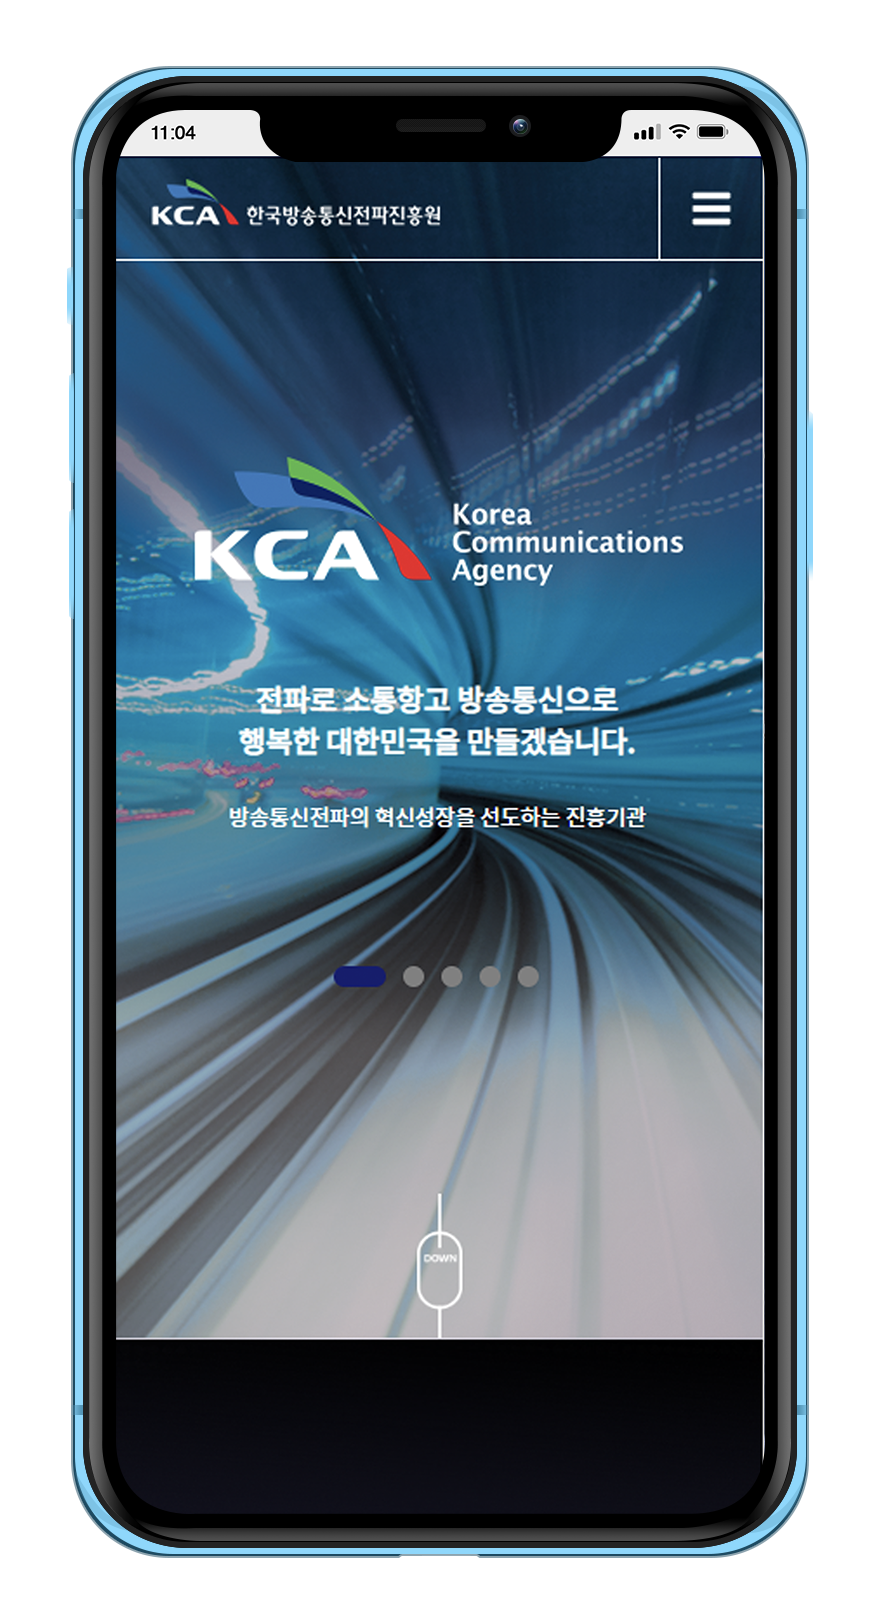 11:04
KCA 한국방송통신전파진흥원
KCA
Korea
Communications
Agency
전파로 소통항고 방송통신으로
행복한 대한민국을 만들겠습니다.
방송통신전파의 혁신성장을 선도하는 진흥기관
DOWN